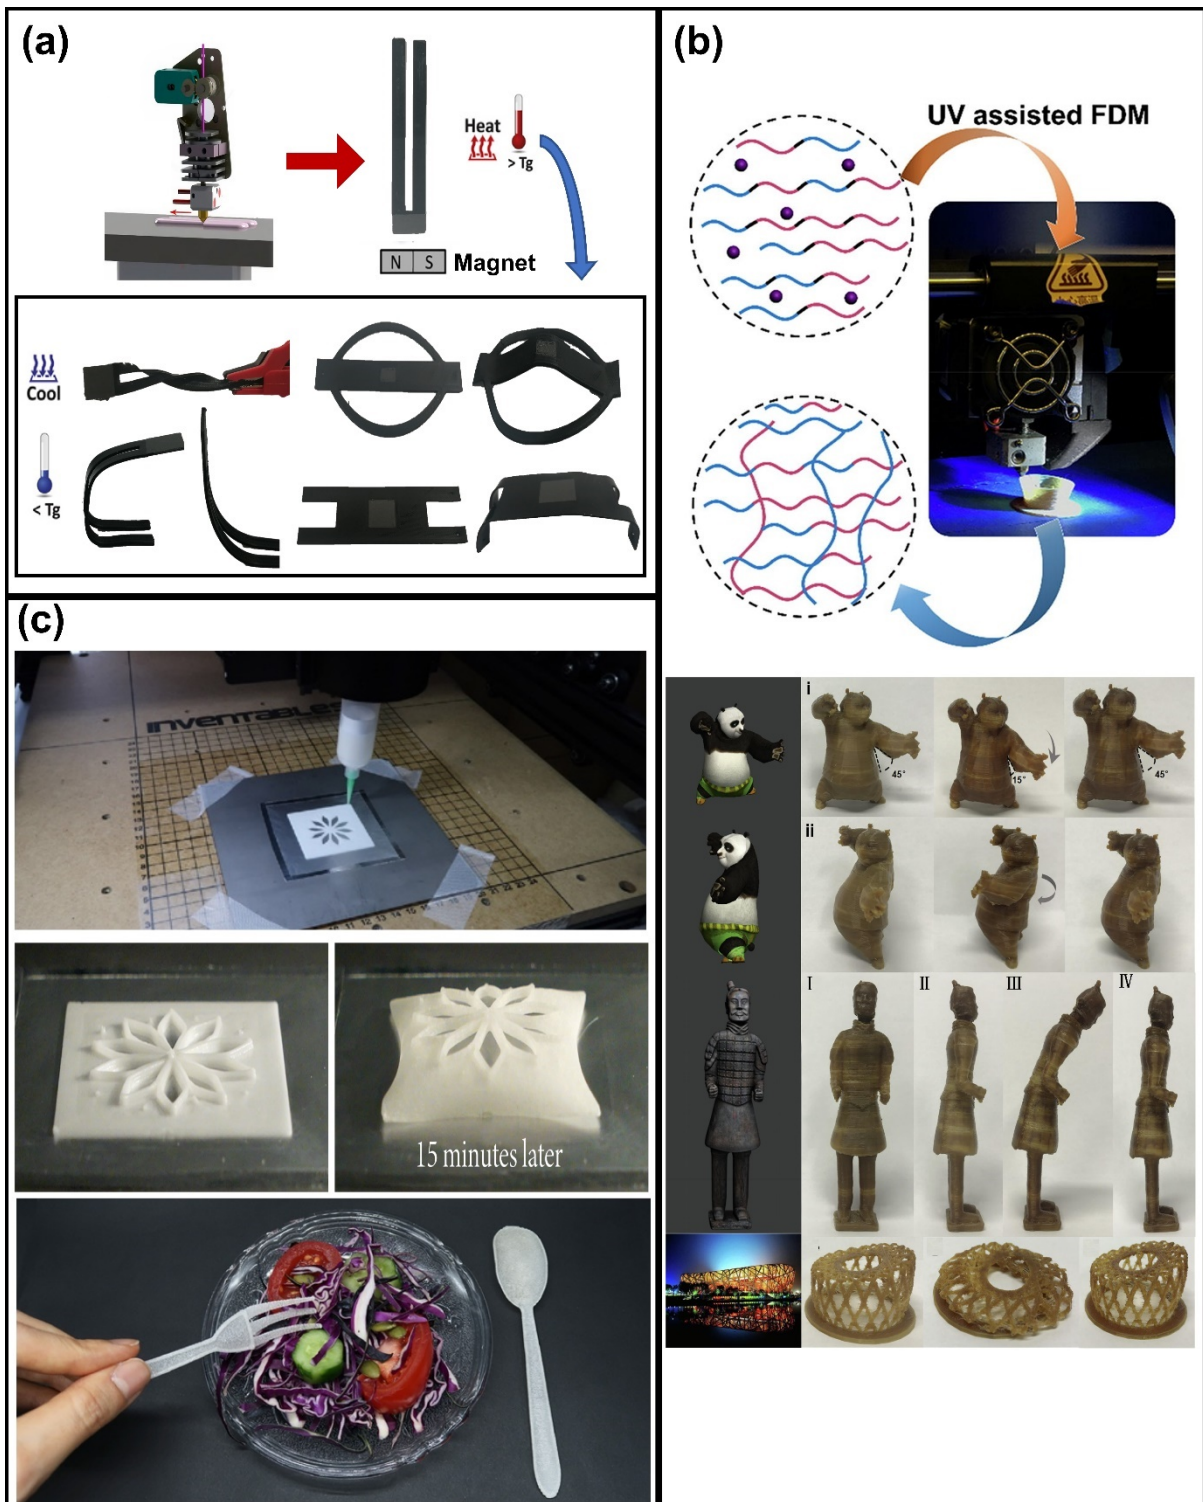 (a)
Heat
> Tg
N S Magnet
Cool
< Tg
(b)
UV assisted FDM
i
45°
15°
45°
ii
I
II
III
IV
(c)
INVENTABLES
15 minutes later